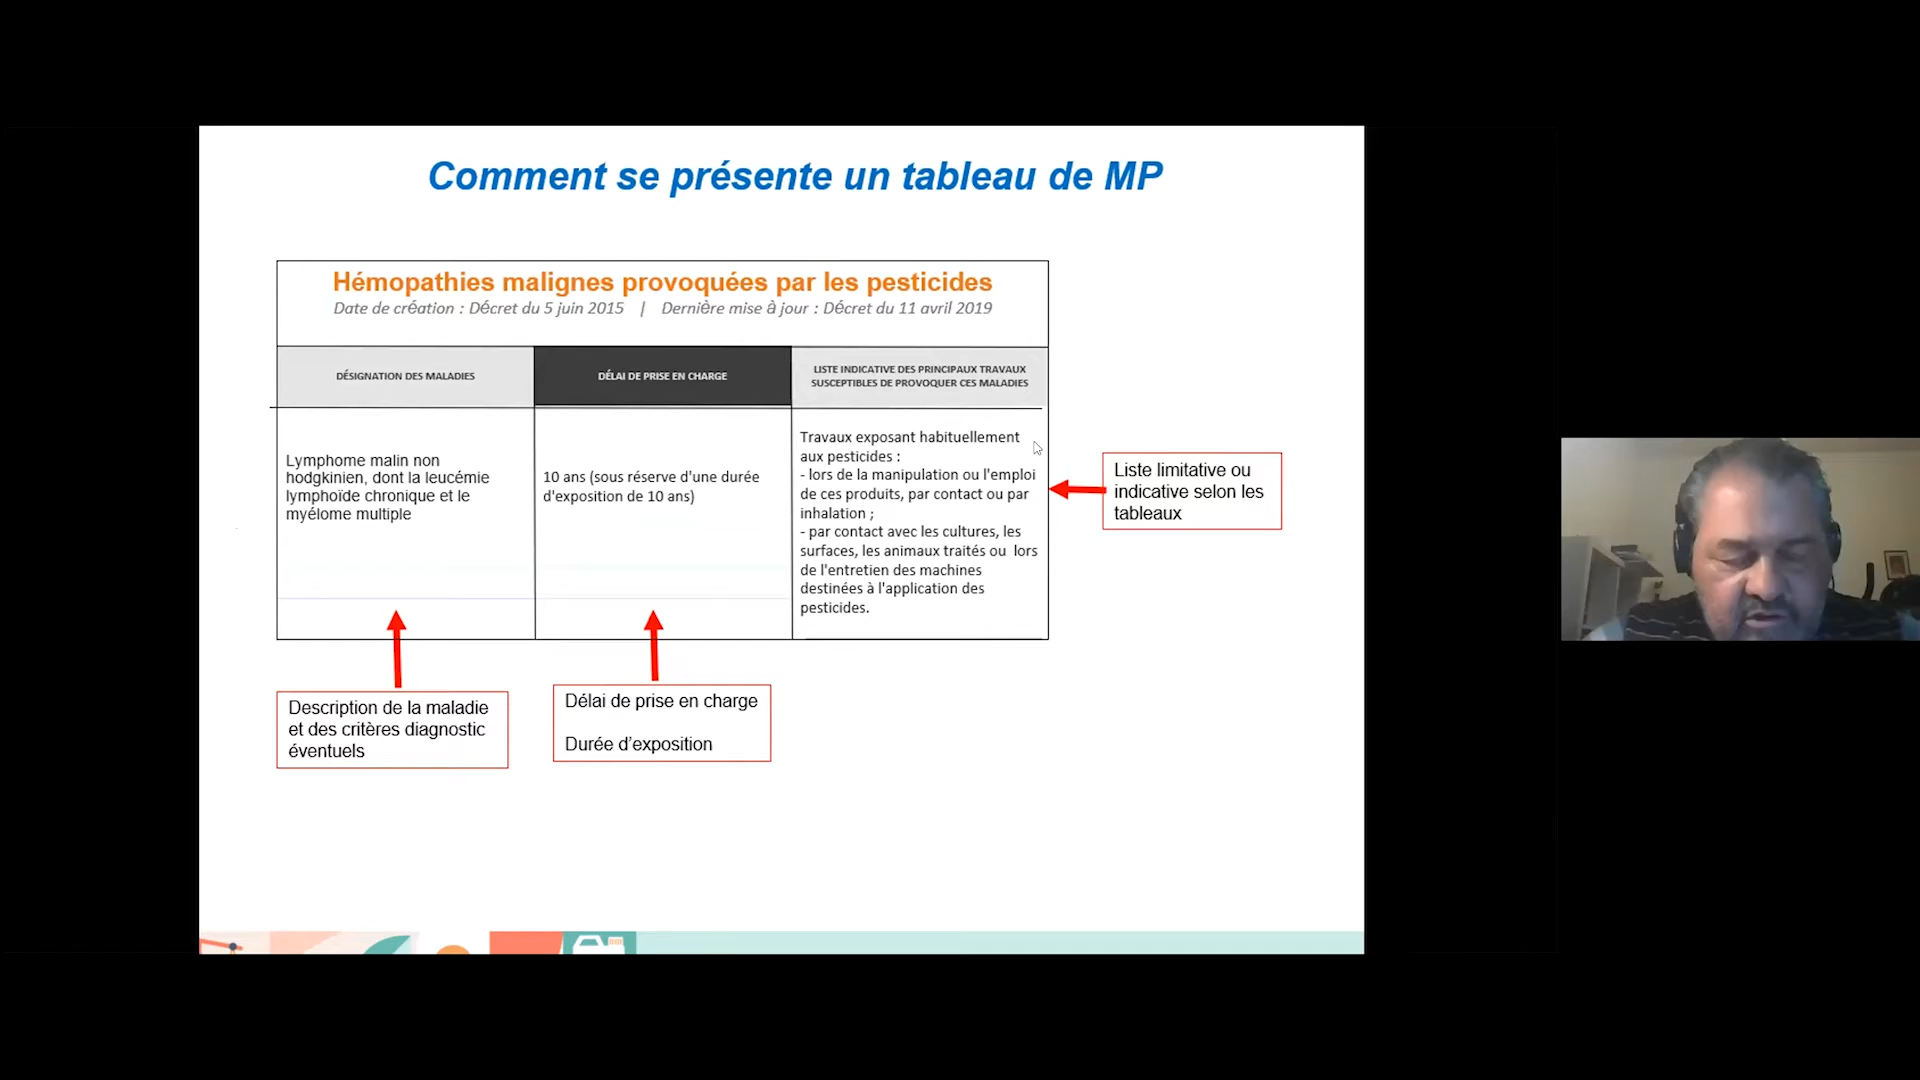 Comment se présente un tableau de MP
Hémopathies malignes provoquées par les pesticides
Date de création : Décret du 5 juin 2015 | Dernière mise à jour : Décret du 11 avril 2019
DÉSIGNATION DES MALADIES
DÉLAI DE PRISE EN CHARGE
LISTE INDICATIVE DES PRINCIPAUX TRAVAUX
SUSCEPTIBLES DE PROVOQUER CES MALADIES
Lymphome malin non
hodgkinien, dont la leucémie
lymphoïde chronique et le
myélome multiple
10 ans (sous réserve d'une durée
d'exposition de 10 ans)
Travaux exposant habituellement
aux pesticides :
- lors de la manipulation ou l'emploi
de ces produits, par contact ou par
inhalation ;
- par contact avec les cultures, les
surfaces, les animaux traités ou lors
de l'entretien des machines
destinées à l'application des
pesticides.
Liste limitative ou
indicative selon les
tableaux
Description de la maladie
et des critères diagnostic
éventuels
Délai de prise en charge
Durée d’exposition